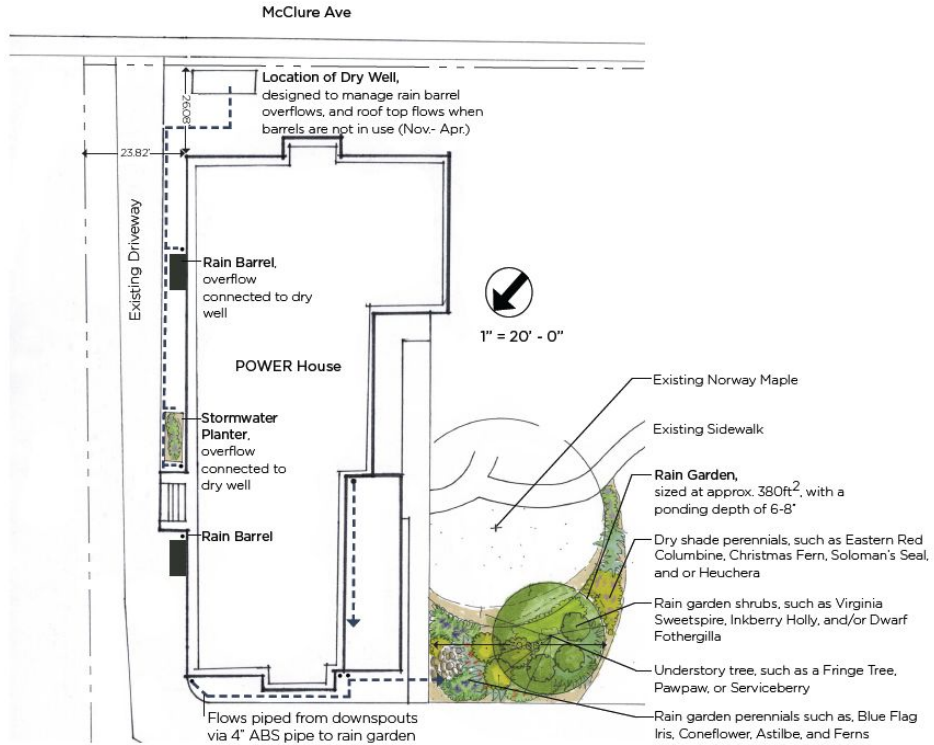 McClure Ave
Location of Dry Well,
designed to manage rain barrel
overflows, and roof top flows when
barrels are not in use (Nov.- Apr.)
26.08'
23.82'
Existing Driveway
Rain Barrel,
overflow
connected to dry
well
1" = 20' - 0"
POWER House
Existing Norway Maple
Stormwater
Planter,
overflow
connected to
dry well
Existing Sidewalk
Rain Garden,
sized at approx. 380ft², with a
ponding depth of 6-8"
Rain Barrel
Dry shade perennials, such as Eastern Red
Columbine, Christmas Fern, Soloman's Seal,
and or Heuchera
Rain garden shrubs, such as Virginia
Sweetspire, Inkberry Holly, and/or Dwarf
Fothergilla
Understory tree, such as a Fringe Tree,
Pawpaw, or Serviceberry
Flows piped from downspouts
via 4" ABS pipe to rain garden
Rain garden perennials such as, Blue Flag
Iris, Coneflower, Astilbe, and Ferns